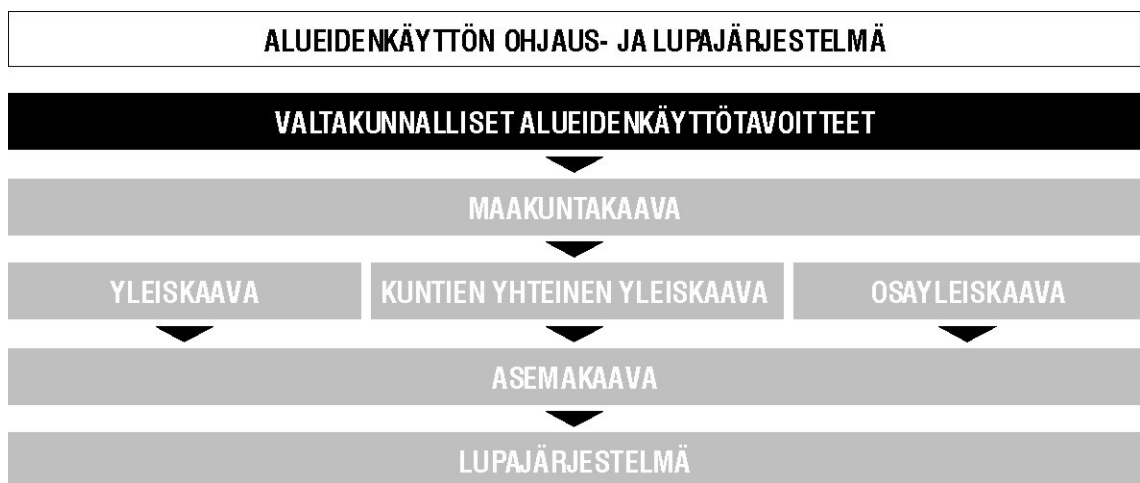 ALUEIDENKÄYTTÖN OHJAUS- JA LUPAJÄRJESTELMÄ
VALTAKUNNALLISET ALUEIDENKÄYTTÖTAVOITTEET
MAAKUNTAKAAVA
YLEISKAAVA
KUNTIEN YHTEINEN YLEISKAAVA
OSAYLEISKAAVA
ASEMAKAAVA
LUPAJÄRJESTELMÄ